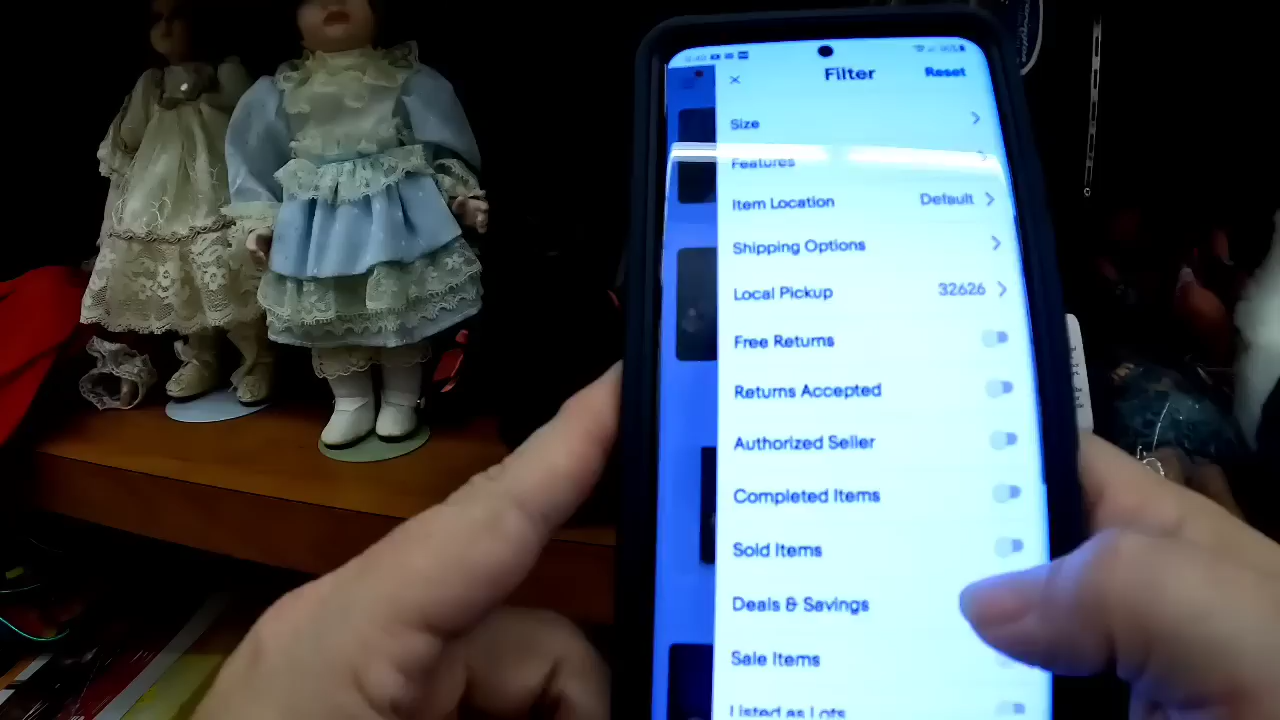 Filter
Reset
Size
Features
Item Location Default
Shipping Options
Local Pickup 32626
Free Returns
Returns Accepted
Authorized Seller
Completed Items
Sold Items
Deals & Savings
Sale Items
Listed as Lots